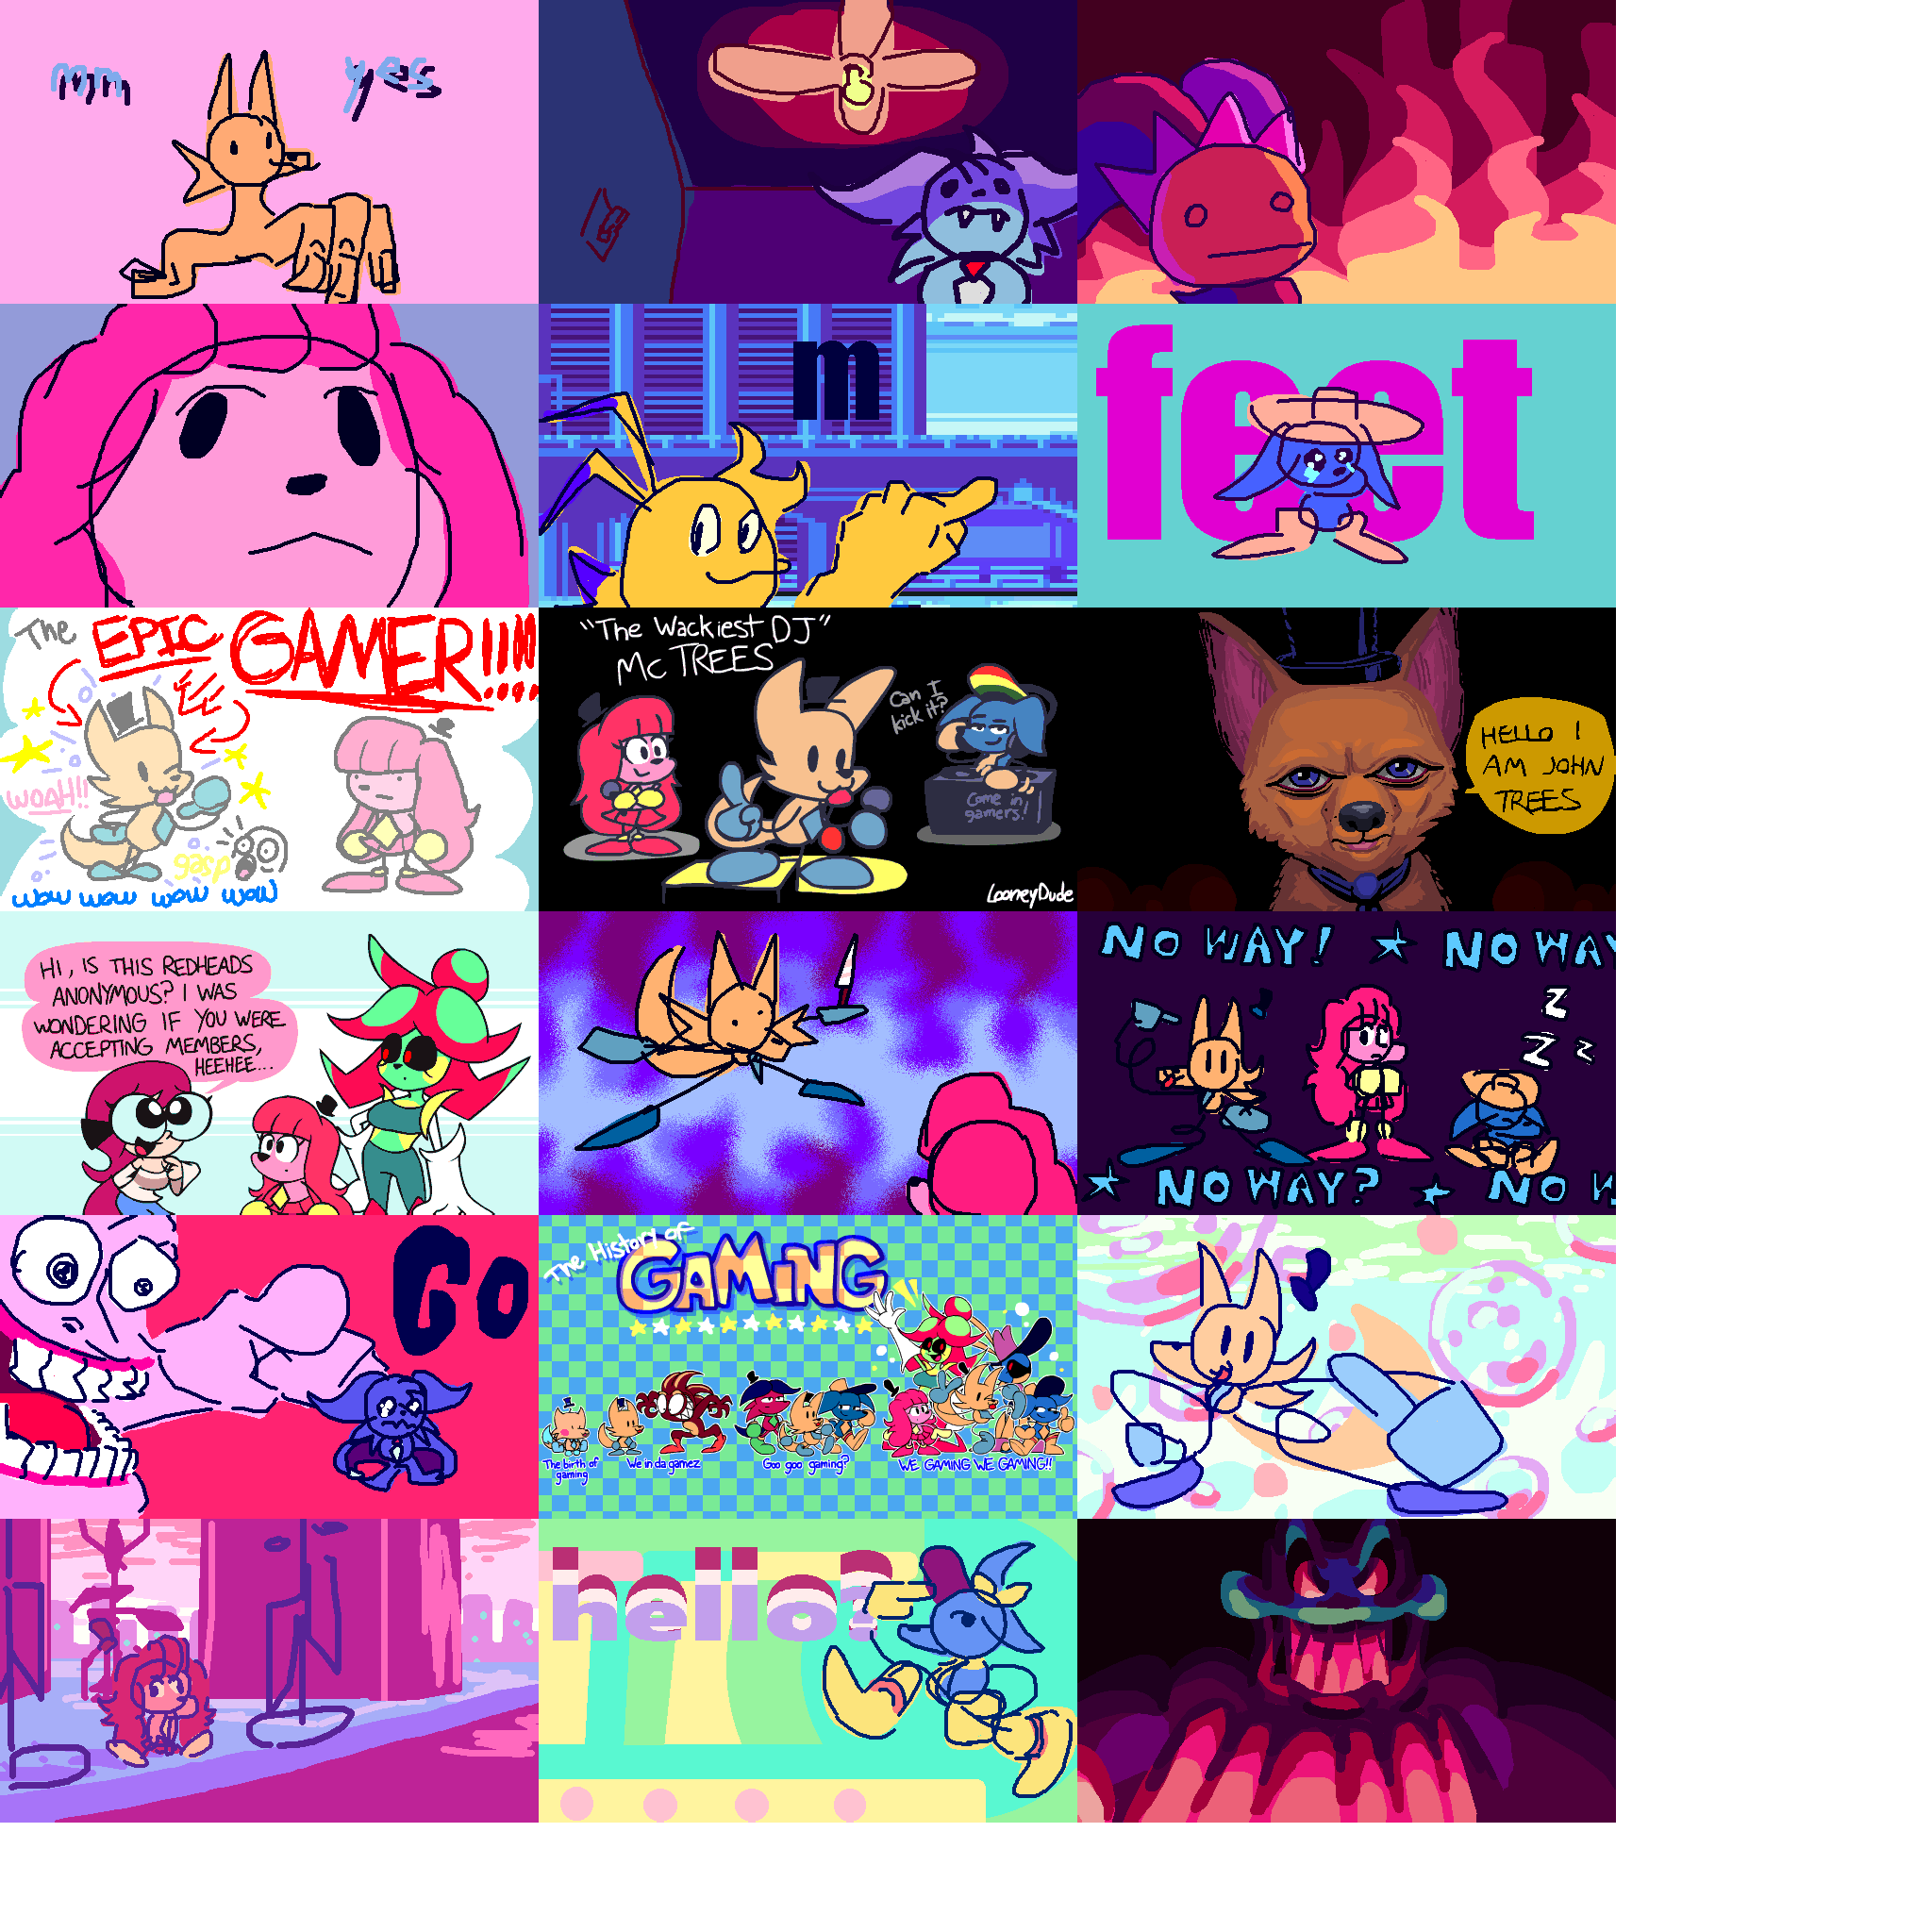 mm yes
m
feet
The EPIC GAMER!!!!
WOAH!!
gasp
wow wow wow wow
"The Wackiest DJ"
Mc TREES
Can I
kick it?
Come in
gamers!
LooneyDude
HELLO I
AM JOHN
TREES
HI, IS THIS REDHEADS
ANONYMOUS? I WAS
WONDERING IF YOU WERE
ACCEPTING MEMBERS,
HEEHEE...
NO WAY! ★ NO WAY
Z
Z Z
★ NO WAY? ★ NO W
GO
The History of
GAMING
The birth of
gaming
We in da gamez
Goo goo gaming?
WE GAMING WE GAMING!!
hello?